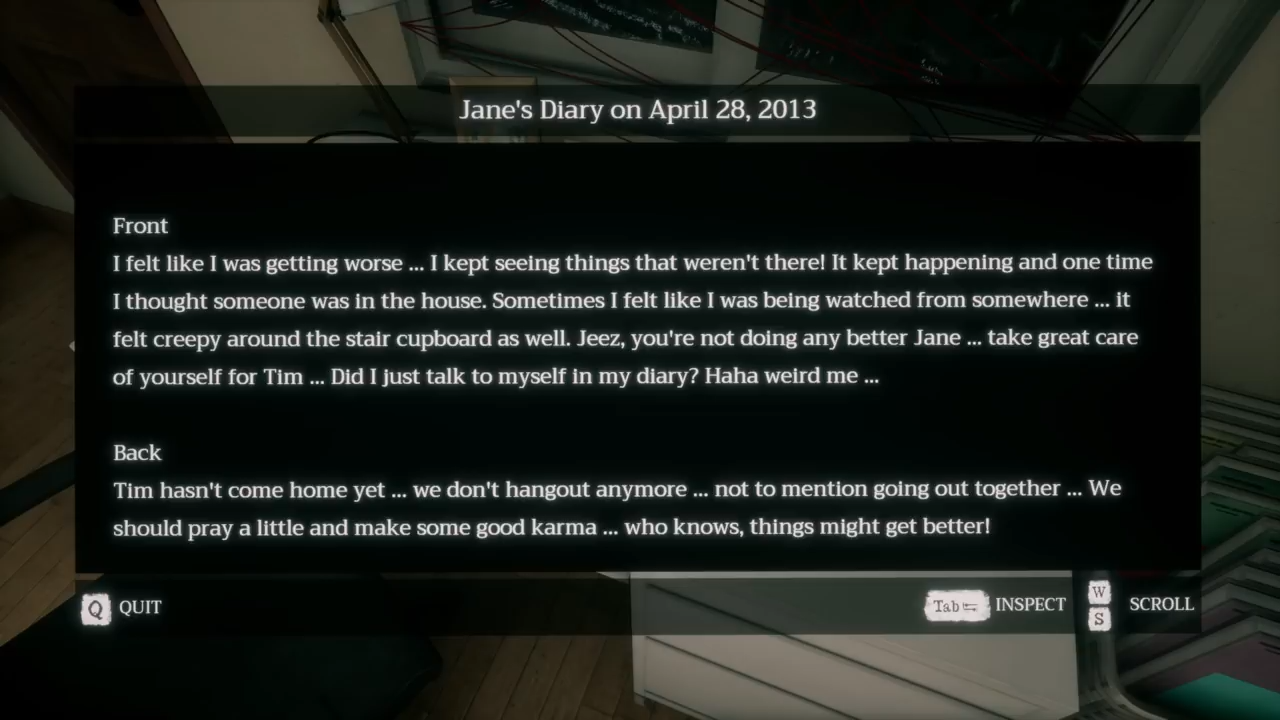 Jane's Diary on April 28, 2013
Front
I felt like I was getting worse ... I kept seeing things that weren't there! It kept happening and one time
I thought someone was in the house. Sometimes I felt like I was being watched from somewhere ... it
felt creepy around the stair cupboard as well. Jeez, you're not doing any better Jane ... take great care
of yourself for Tim ... Did I just talk to myself in my diary? Haha weird me ...
Back
Tim hasn't come home yet ... we don't hangout anymore ... not to mention going out together ... We
should pray a little and make some good karma ... who knows, things might get better!
Q QUIT
Tab INSPECT
W
S
SCROLL